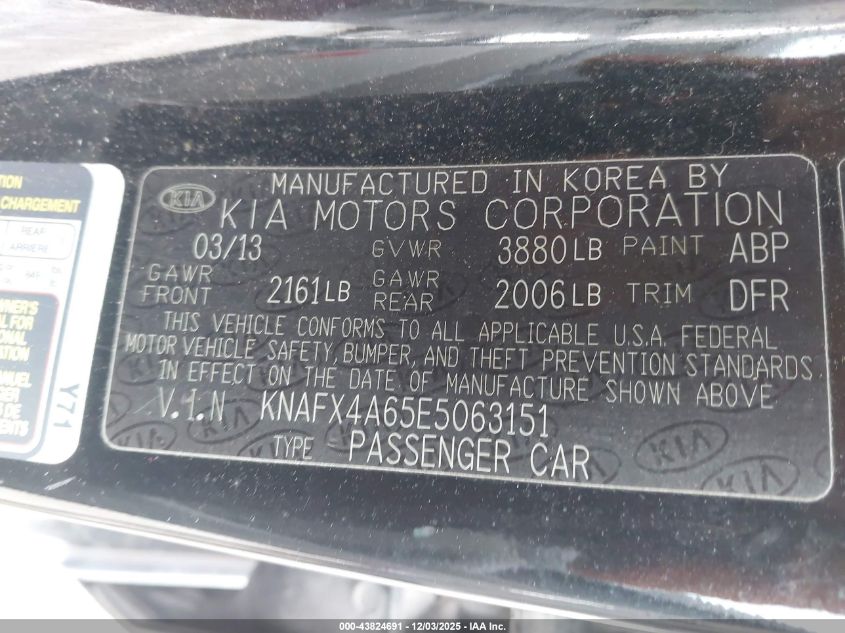 MANUFACTURED IN KOREA BY
KIA KIA MOTORS CORPORATION
03/13 GVWR 3880LB PAINT ABP
GAWR FRONT 2161LB GAWR REAR 2006LB TRIM DFR
THIS VEHICLE CONFORMS TO ALL APPLICABLE U.S.A. FEDERAL
MOTOR VEHICLE SAFETY, BUMPER, AND THEFT PREVENTION STANDARDS
IN EFFECT ON THE DATE OF MANUFACTURE SHOWN ABOVE
V.I.N KNAFX4A65E5063151
TYPE PASSENGER CAR
CHARGEMENT
REAR
ARRIERE
Y71
000-43824691 - 12/03/2025 - IAA Inc.